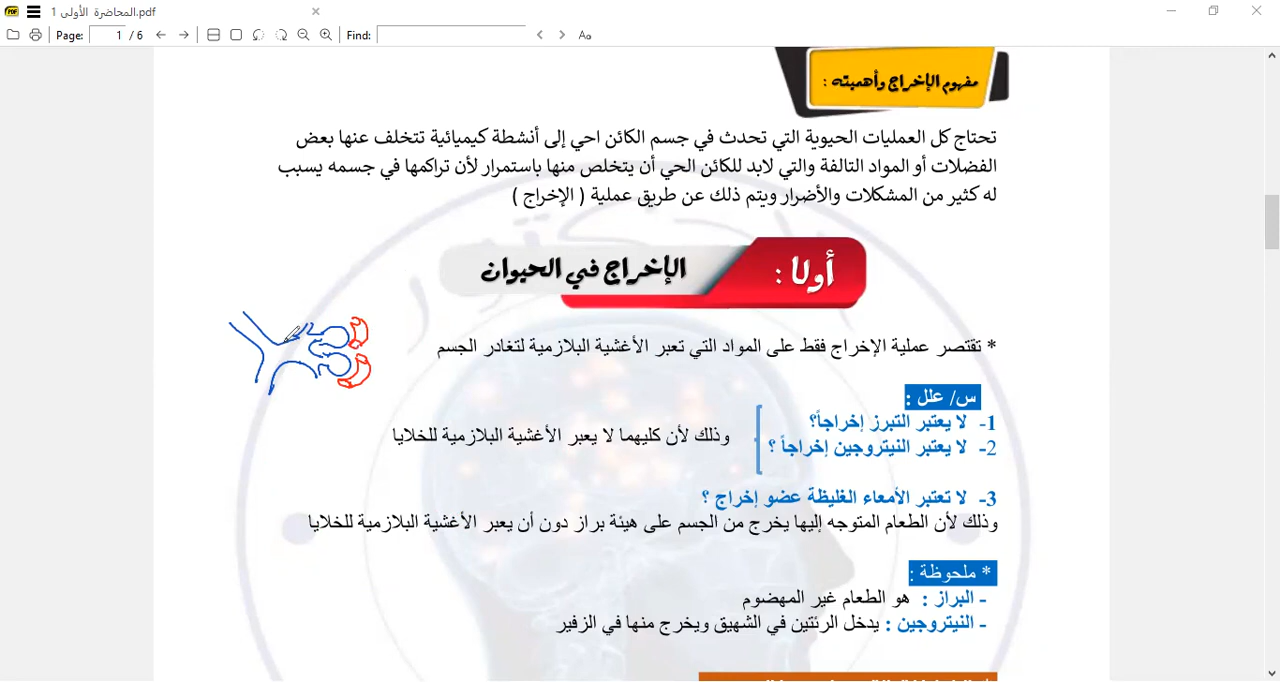 المحاضرة الأولى 1.pdf
Page: 1 / 6 Find: Aa
مفهوم الإخراج وأهميته :
تحتاج كل العمليات الحيوية التي تحدث في جسم الكائن احي إلى أنشطة كيميائية تتخلف عنها بعض
الفضلات أو المواد التالفة والتي لابد للكائن الحي أن يتخلص منها باستمرار لأن تراكمها في جسمه يسبب
له كثير من المشكلات والأضرار ويتم ذلك عن طريق عملية ( الإخراج )
أولا : الإخراج في الحيوان
* تقتصر عملية الإخراج فقط على المواد التي تعبر الأغشية البلازمية لتغادر الجسم
س/ علل :
1- لا يعتبر التبرز إخراجاً؟
2- لا يعتبر النيتروجين إخراجاً ؟
وذلك لأن كليهما لا يعبر الأغشية البلازمية للخلايا
3- لا تعتبر الأمعاء الغليظة عضو إخراج ؟
وذلك لأن الطعام المتوجه إليها يخرج من الجسم على هيئة براز دون أن يعبر الأغشية البلازمية للخلايا
* ملحوظة :
- البراز : هو الطعام غير المهضوم
- النيتروجين : يدخل الرئتين في الشهيق ويخرج منها في الزفير